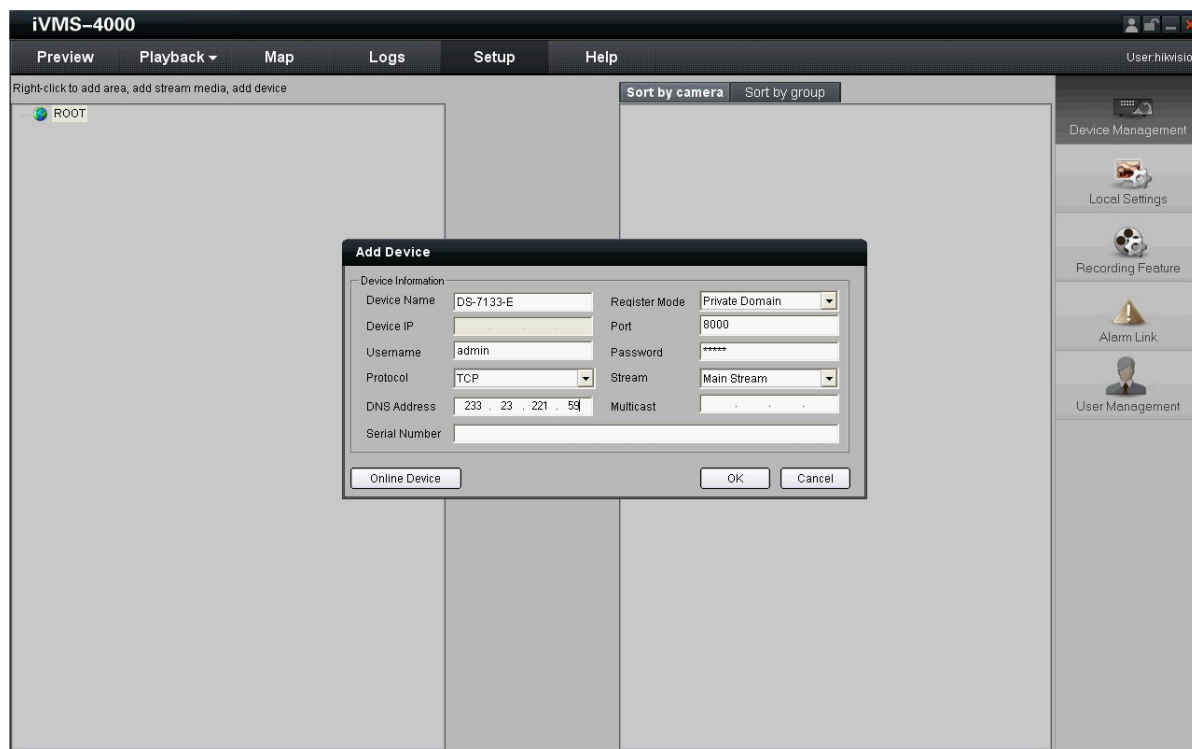 iVMS-4000
Preview Playback Map Logs Setup Help
User:hikvisio
Right-click to add area, add stream media, add device
ROOT
Sort by camera Sort by group
Device Management
Local Settings
Recording Feature
Alarm Link
User Management
Add Device
Device Information
Device Name DS-7133-E Register Mode Private Domain
Device IP . . . Port 8000
Username admin Password *****
Protocol TCP Stream Main Stream
DNS Address 233 . 23 . 221 . 59 Multicast . . .
Serial Number
Online Device OK Cancel